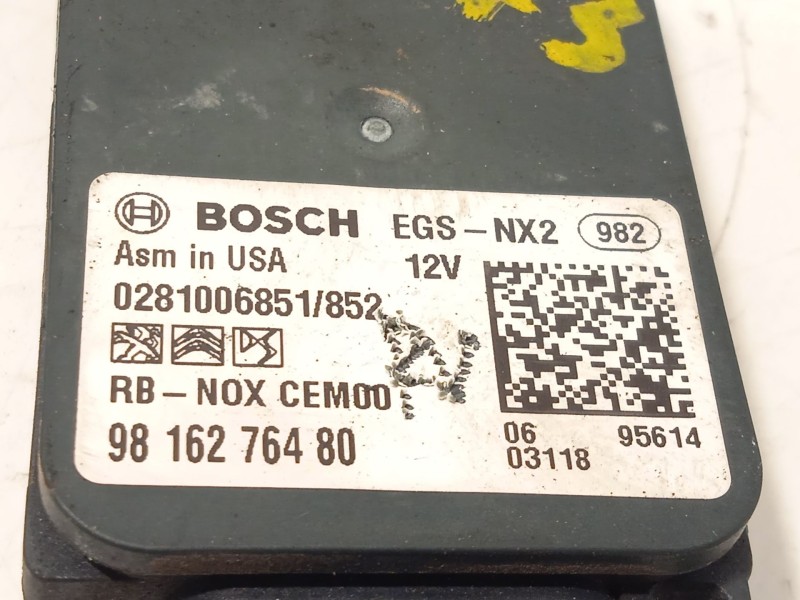 BOSCH EGS-NX2 982
Asm in USA 12V
0281006851/852
RB-NOX CEM00
98 162 764 80
06 95614
03118